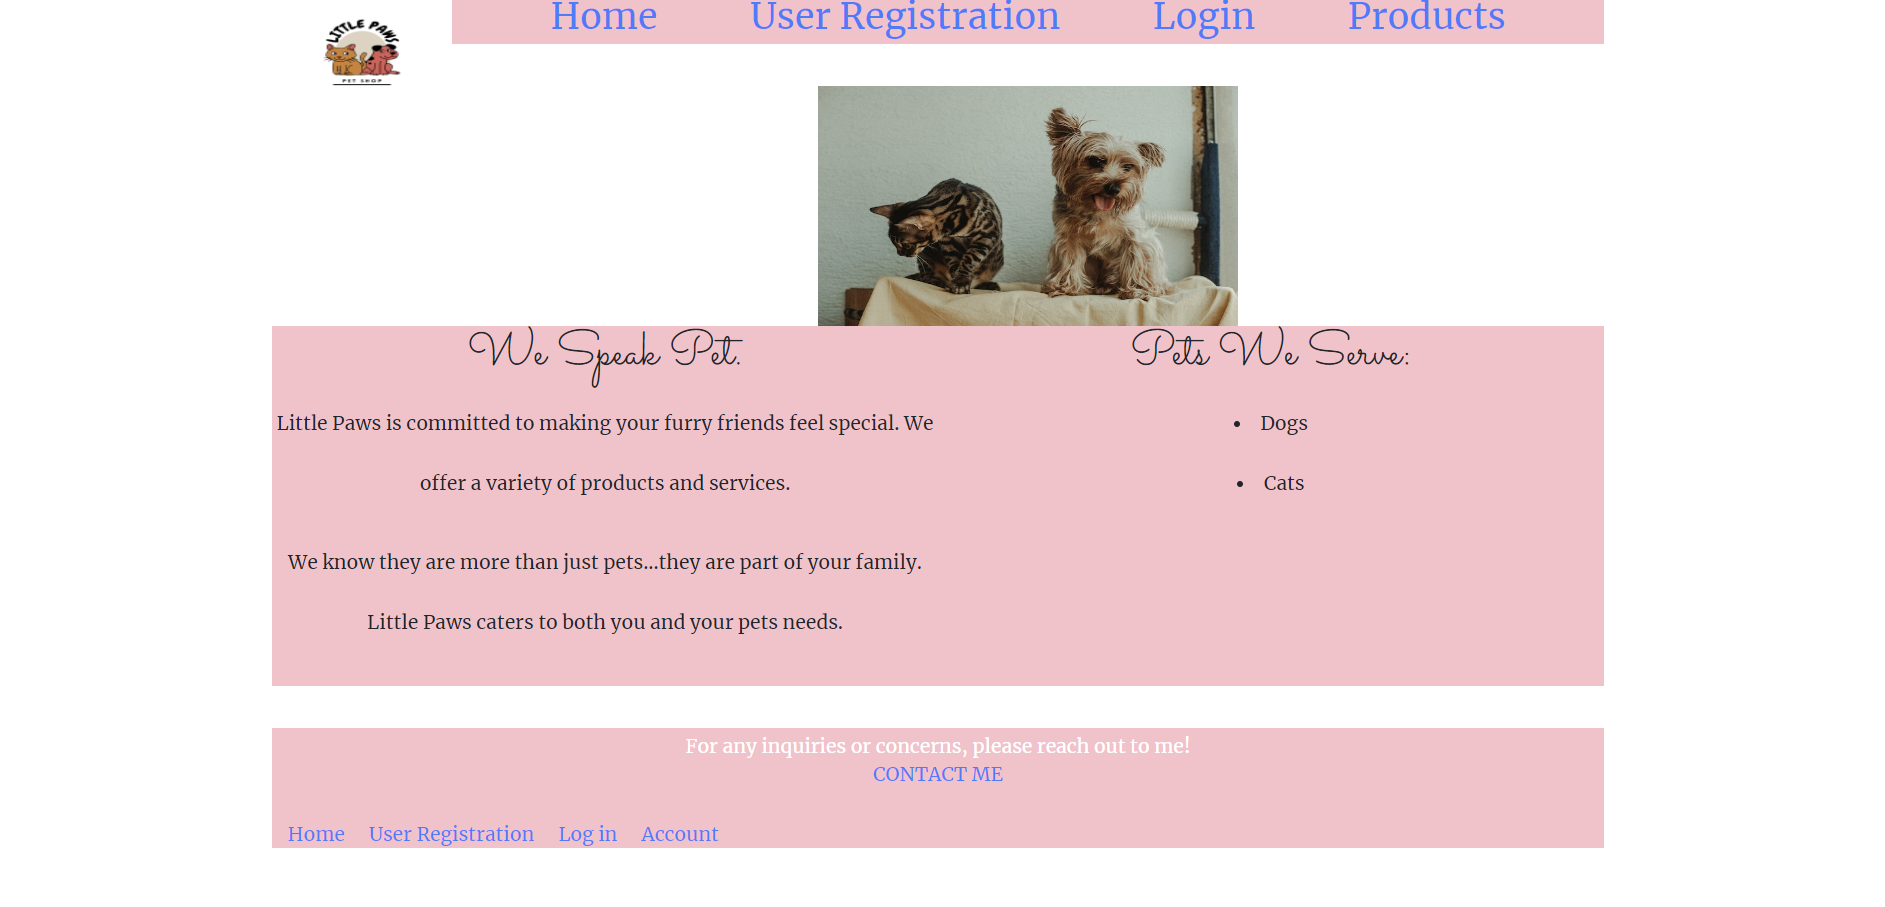 LITTLE PAWS
PET SHOP
Home User Registration Login Products
We Speak Pet.
Little Paws is committed to making your furry friends feel special. We
offer a variety of products and services.
We know they are more than just pets...they are part of your family.
Little Paws caters to both you and your pets needs.
Pets We Serve:
• Dogs
• Cats
For any inquiries or concerns, please reach out to me!
CONTACT ME
Home User Registration Log in Account